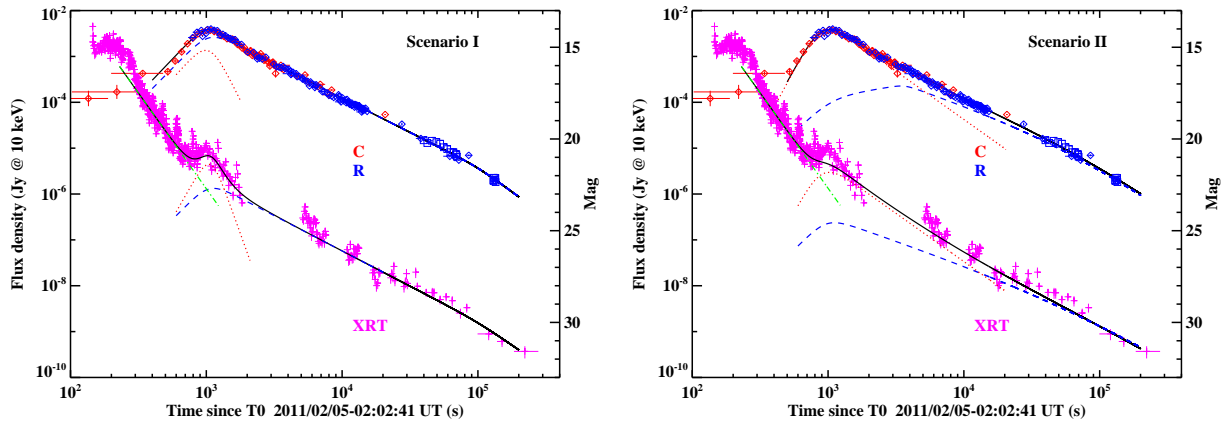 Scenario I
C
R
XRT
Flux density (Jy @ 10 keV)
10^-2
10^-4
10^-6
10^-8
10^-10
Mag
15
20
25
30
10^2
10^3
10^4
10^5
Time since T0 2011/02/05-02:02:41 UT (s)
Scenario II
C
R
XRT
Flux density (Jy @ 10 keV)
10^-2
10^-4
10^-6
10^-8
10^-10
Mag
15
20
25
30
10^2
10^3
10^4
10^5
Time since T0 2011/02/05-02:02:41 UT (s)